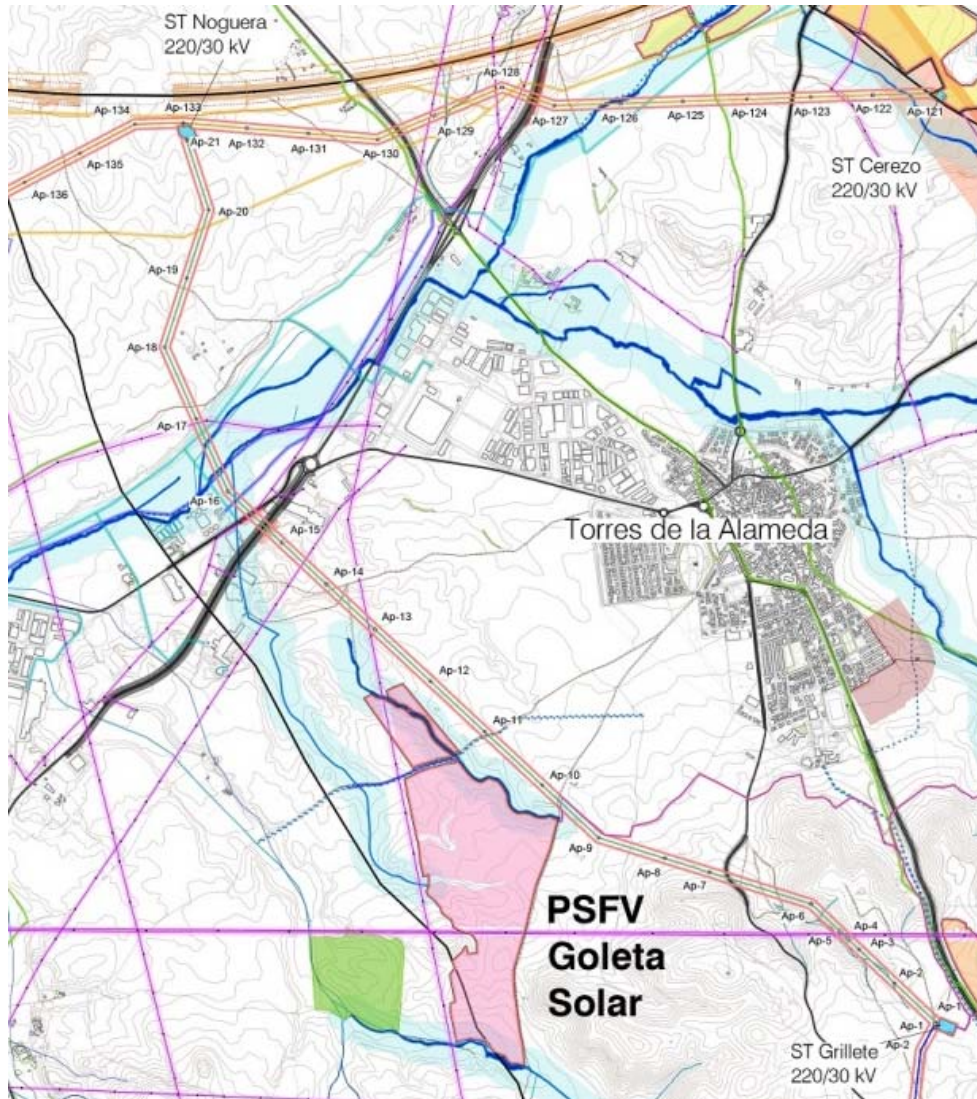 ST Noguera
220/30 kV
Ap-128
Ap-134
Ap-133
Ap-129
Ap-127
Ap-126
Ap-125
Ap-124
Ap-123
Ap-122
Ap-121
Ap-21
Ap-132
Ap-131
Ap-130
Ap-135
Ap-136
ST Cerezo
220/30 kV
Ap-20
Ap-19
Ap-18
Ap-17
Ap-16
Ap-15
Torres de la Alameda
Ap-14
Ap-13
Ap-12
Ap-11
Ap-10
Ap-9
Ap-8
Ap-7
Ap-6
Ap-5
Ap-4
Ap-3
Ap-2
PSFV
Goleta
Solar
Ap-1
Ap-1
Ap-2
ST Grillete
220/30 kV